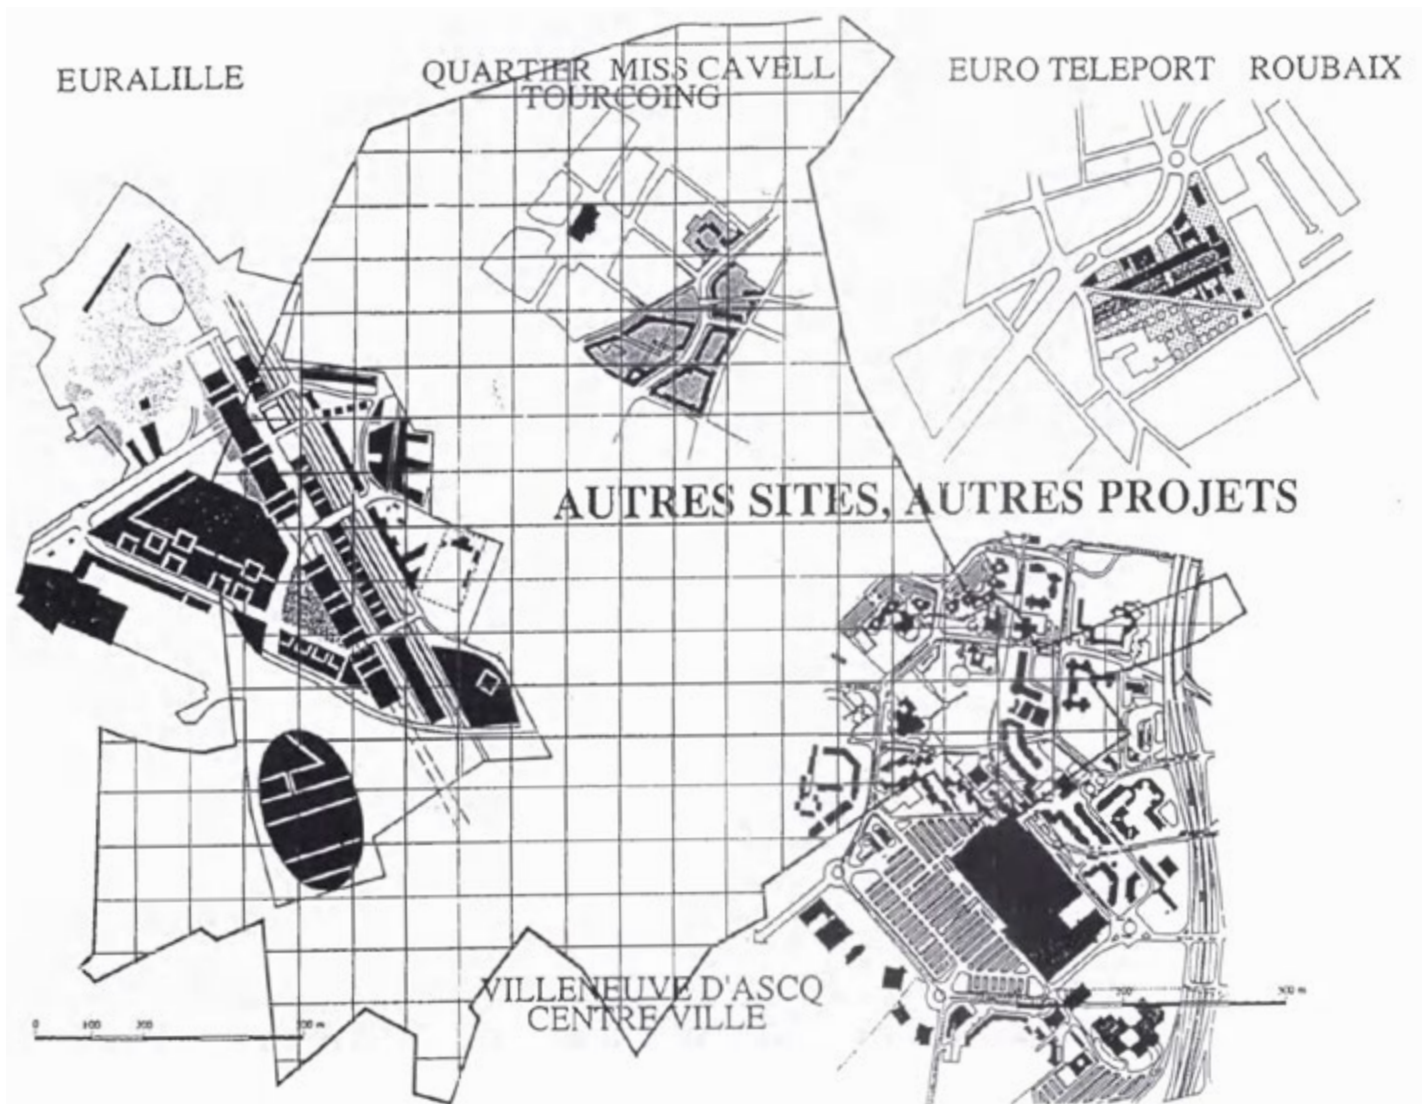 EURALILLE
QUARTIER MISS CAVELL
TOURCOING
EURO TELEPORT ROUBAIX
AUTRES SITES, AUTRES PROJETS
VILLENEUVE D'ASCQ
CENTRE VILLE
0 100 200
500 m